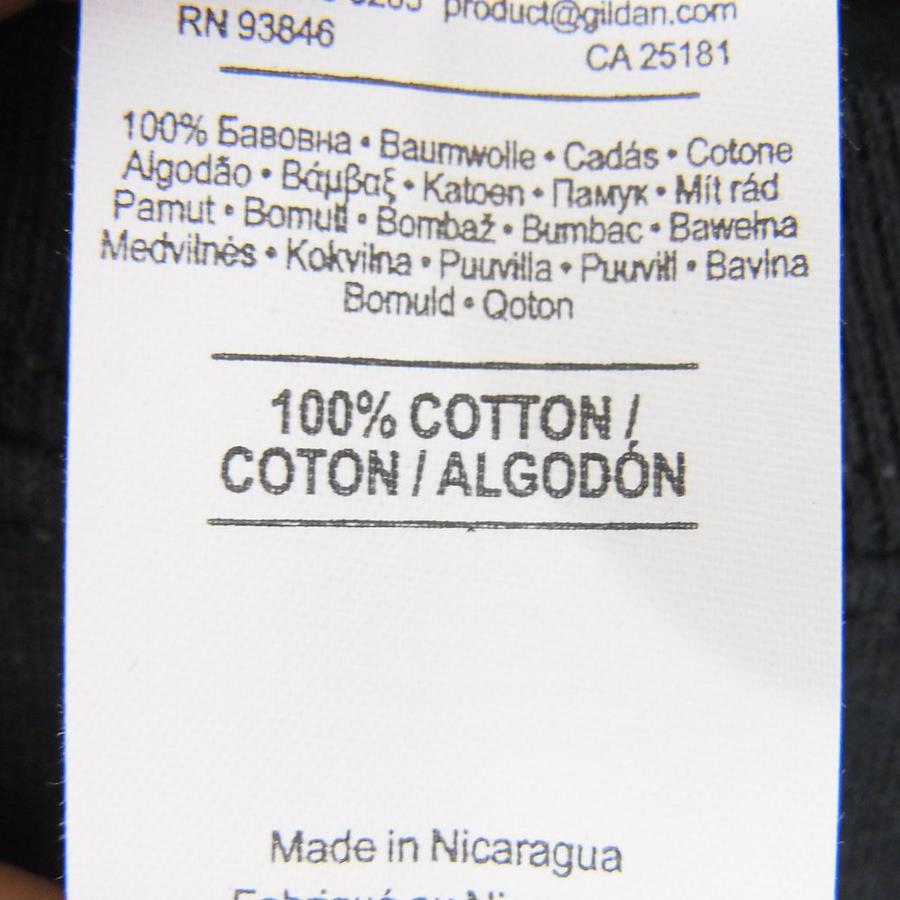 product@gildan.com
RN 93846
CA 25181
100% Бавовна • Baumwolle • Cadás • Cotone
Algodão • Βάμβαξ • Katoen • Памук • Mít rád
Pamut • Bomull • Bombaž • Bumbac • Bawełna
Medvilnės • Kokvilna • Puuvilla • Puuvill • Bavlna
Bomuld • Qoton
100% COTTON /
COTON / ALGODÓN
Made in Nicaragua